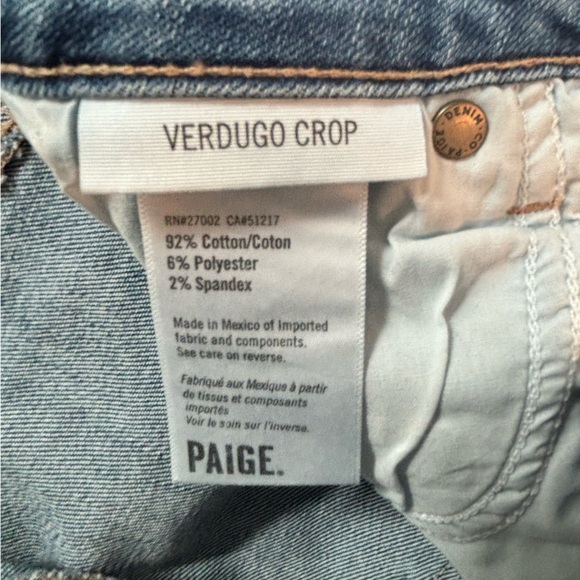 VERDUGO CROP
DENIM · CO · PAIGE ·
RN#27002 CA#51217
92% Cotton/Coton
6% Polyester
2% Spandex
Made in Mexico of Imported
fabric and components.
See care on reverse.
Fabriqué aux Mexique à partir
de tissus et composants
importés
Voir le soin sur l'inverse.
PAIGE.